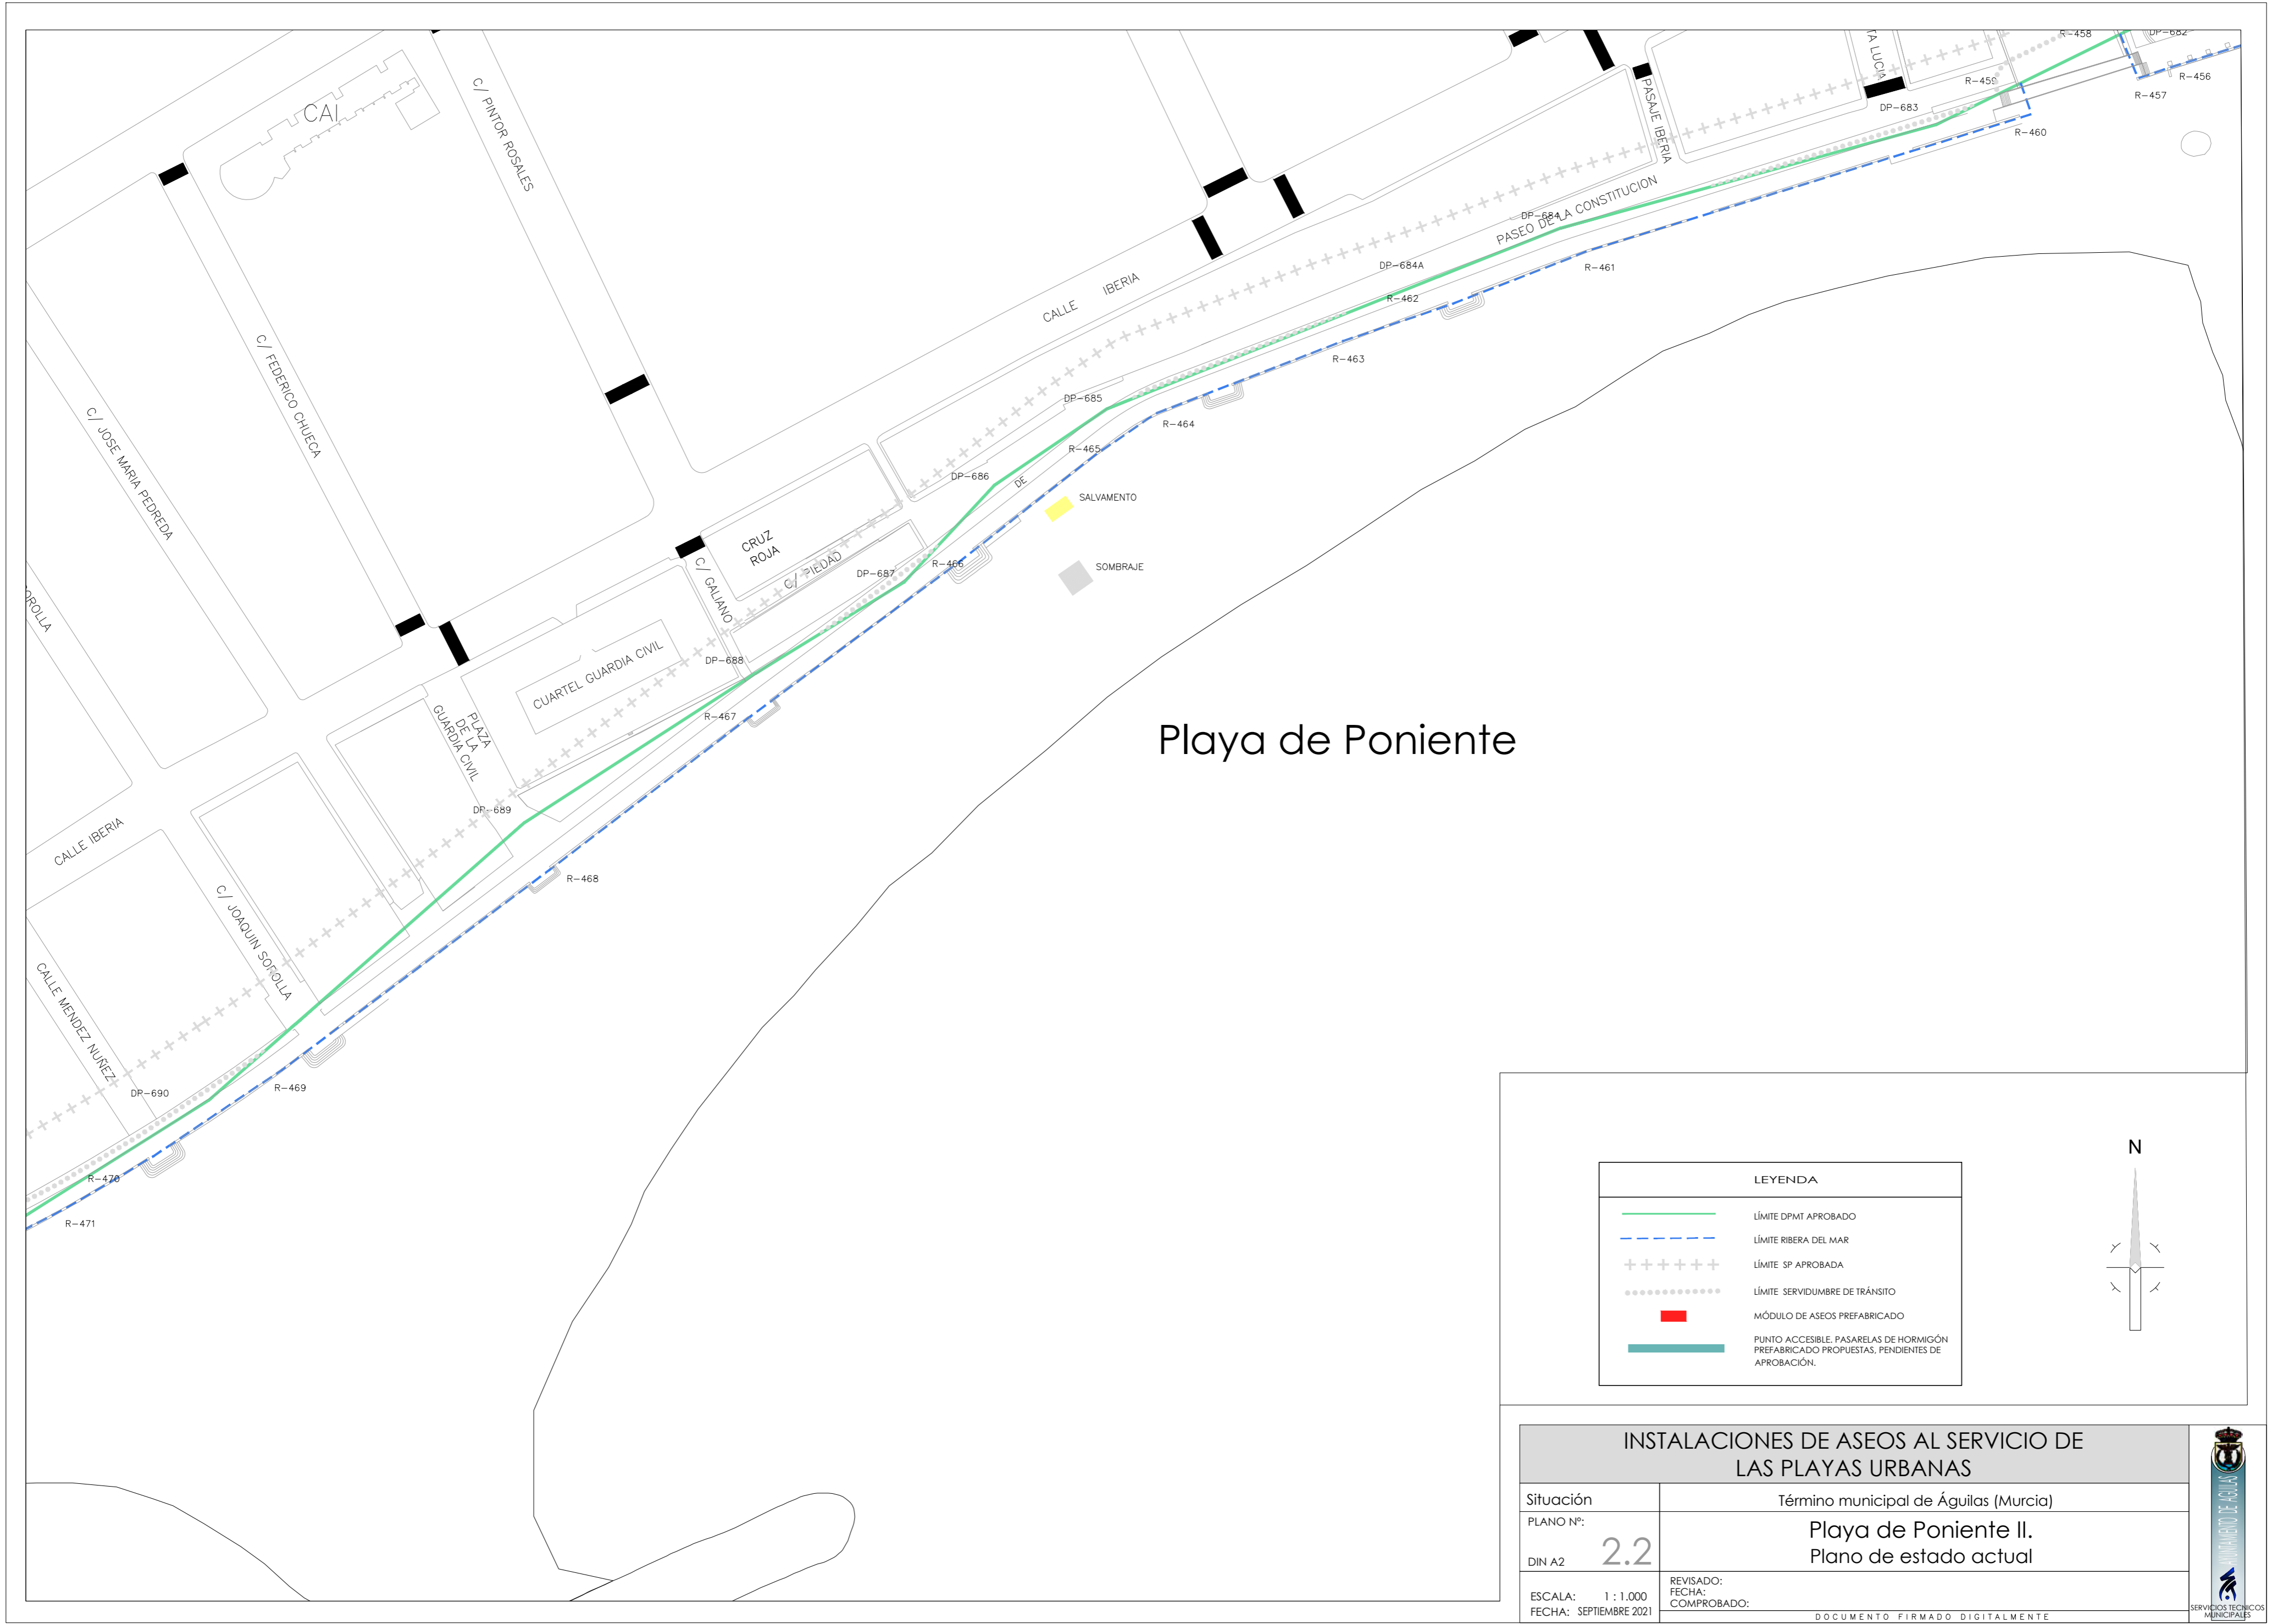 CAI
C/ PINTOR ROSALES
C/ FEDERICO CHUECA
C/ JOSE MARIA PEDREDA
OROLLA
CALLE IBERIA
C/ JOAQUIN SOROLLA
CALLE MENDEZ NUÑEZ
PLAZA
DE LA
GUARDIA CIVIL
CUARTEL GUARDIA CIVIL
C/ GALIANO
CRUZ
ROJA
C/ PIEDAD
CALLE IBERIA
PASAJE IBERIA
TA LUCIA
PASEO DE LA CONSTITUCION
DE
SALVAMENTO
SOMBRAJE
R-458
DP-682
R-456
R-457
R-459
DP-683
R-460
DP-684
R-461
DP-684A
R-462
R-463
DP-685
R-464
R-465
DP-686
R-466
DP-687
DP-688
R-467
DP-689
R-468
R-469
DP-690
R-470
R-471
Playa de Poniente
N
LEYENDA
LÍMITE DPMT APROBADO
LÍMITE RIBERA DEL MAR
LÍMITE SP APROBADA
LÍMITE SERVIDUMBRE DE TRÁNSITO
MÓDULO DE ASEOS PREFABRICADO
PUNTO ACCESIBLE. PASARELAS DE HORMIGÓN
PREFABRICADO PROPUESTAS, PENDIENTES DE
APROBACIÓN.
INSTALACIONES DE ASEOS AL SERVICIO DE
LAS PLAYAS URBANAS
Situación
Término municipal de Águilas (Murcia)
PLANO Nº:
2.2
DIN A2
Playa de Poniente II.
Plano de estado actual
ESCALA: 1 : 1.000
FECHA: SEPTIEMBRE 2021
REVISADO:
FECHA:
COMPROBADO:
DOCUMENTO FIRMADO DIGITALMENTE
AYUNTAMIENTO DE AGUILAS
SERVICIOS TECNICOS
MUNICIPALES